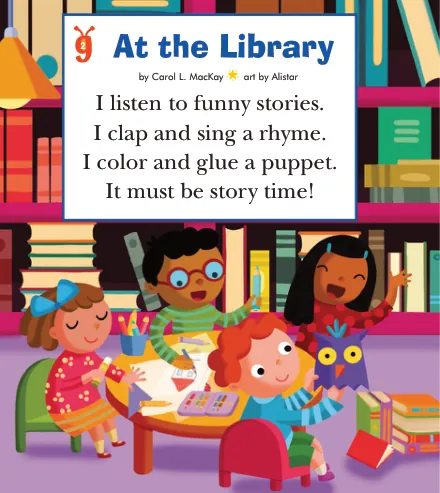 At the Library
by Carol L. MacKay ★ art by Alistar
I listen to funny stories.
I clap and sing a rhyme.
I color and glue a puppet.
It must be story time!